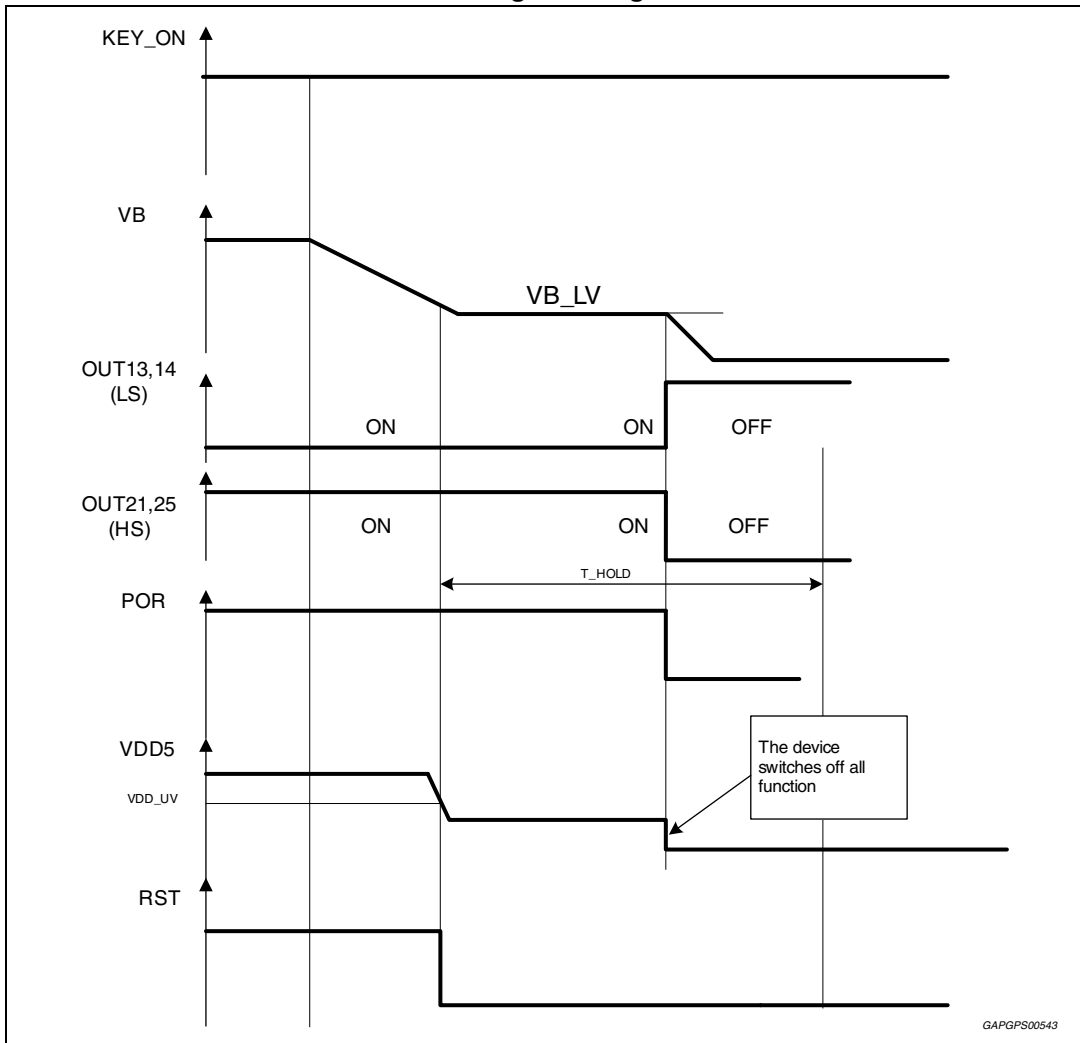 KEY_ON
VB
VB_LV
OUT13,14
(LS)
ON
ON
OFF
OUT21,25
(HS)
ON
ON
OFF
T_HOLD
POR
VDD5
VDD_UV
The device
switches off all
function
RST
GAPGPS00543